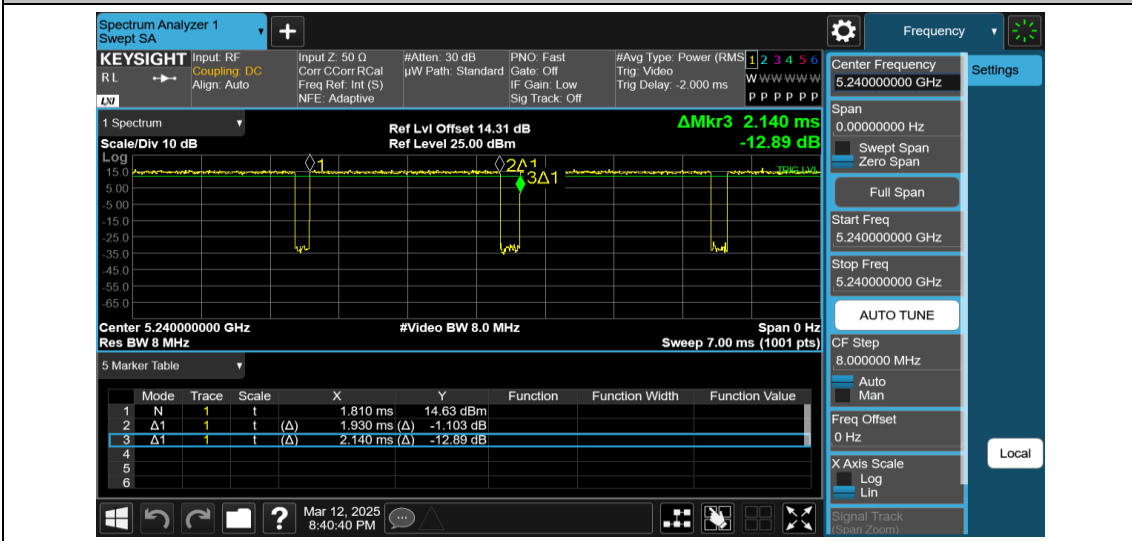 Spectrum Analyzer 1
Swept SA
+
Frequency
KEYSIGHT
R L
LXI
Input: RF
Coupling: DC
Align: Auto
Input Z: 50 Ω
Corr CCorr RCal
Freq Ref: Int (S)
NFE: Adaptive
#Atten: 30 dB
µW Path: Standard
PNO: Fast
Gate: Off
IF Gain: Low
Sig Track: Off
#Avg Type: Power (RMS
Trig: Video
Trig Delay: -2.000 ms
1 2 3 4 5 6
W W W W W W
P P P P P P
1 Spectrum
Scale/Div 10 dB
Ref Lvl Offset 14.31 dB
Ref Level 25.00 dBm
ΔMkr3 2.140 ms
-12.89 dB
Log
15.0
5.00
-5.00
-15.0
-25.0
-35.0
-45.0
-55.0
-65.0
1
2Δ1
3Δ1
TRIG LVL
Center 5.240000000 GHz
#Video BW 8.0 MHz
Span 0 Hz
Res BW 8 MHz
Sweep 7.00 ms (1001 pts)
5 Marker Table
Mode Trace Scale X Y Function Function Width Function Value
1 N 1 t 1.810 ms 14.63 dBm
2 Δ1 1 t (Δ) 1.930 ms (Δ) -1.103 dB
3 Δ1 1 t (Δ) 2.140 ms (Δ) -12.89 dB
4
5
6
Mar 12, 2025
8:40:40 PM
?
Center Frequency
5.240000000 GHz
Span
0.00000000 Hz
Swept Span
Zero Span
Full Span
Start Freq
5.240000000 GHz
Stop Freq
5.240000000 GHz
AUTO TUNE
CF Step
8.000000 MHz
Auto
Man
Freq Offset
0 Hz
X Axis Scale
Log
Lin
Signal Track
(Span Zoom)
Settings
Local